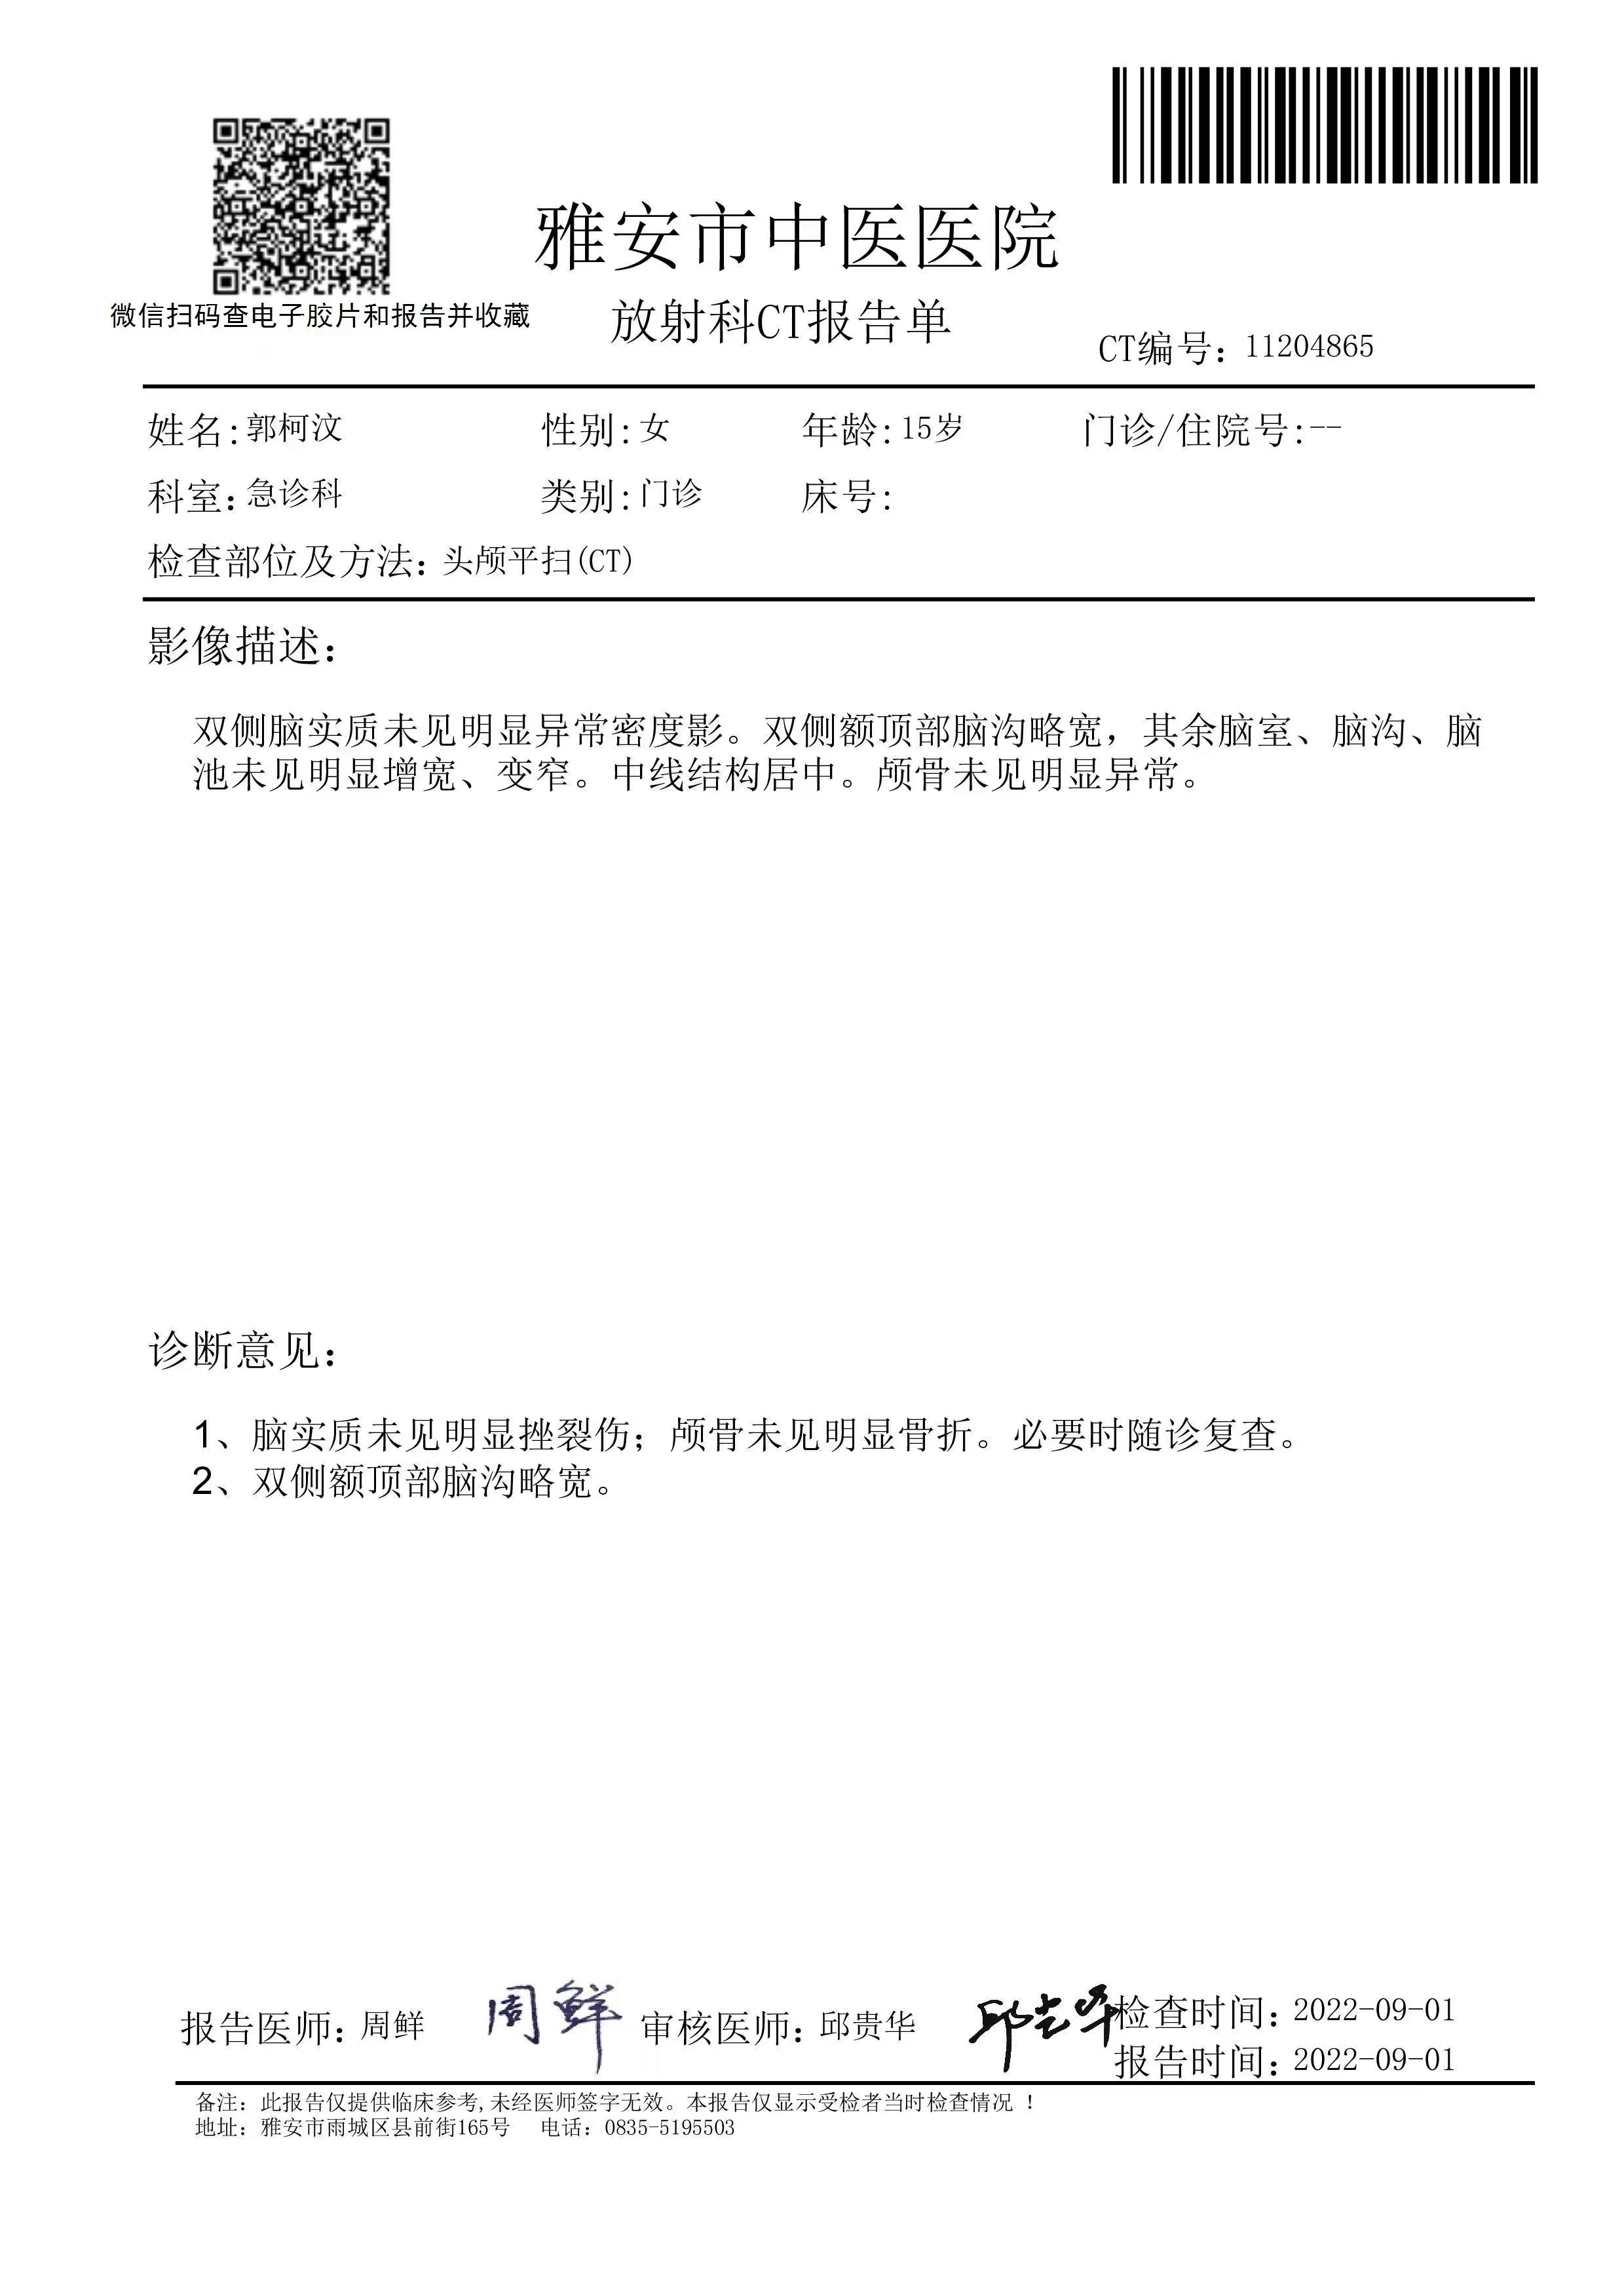 雅安市中医医院
微信扫码查电子胶片和报告并收藏
放射科CT报告单
CT编号：11204865
姓名:郭柯汶 性别:女 年龄:15岁 门诊/住院号:--
科室：急诊科 类别:门诊 床号:
检查部位及方法：头颅平扫(CT)
影像描述：
双侧脑实质未见明显异常密度影。双侧额顶部脑沟略宽，其余脑室、脑沟、脑
池未见明显增宽、变窄。中线结构居中。颅骨未见明显异常。
诊断意见：
1、脑实质未见明显挫裂伤；颅骨未见明显骨折。必要时随诊复查。
2、双侧额顶部脑沟略宽。
报告医师：周鲜 周鲜 审核医师：邱贵华 邱贵华 检查时间：2022-09-01
报告时间：2022-09-01
备注：此报告仅提供临床参考,未经医师签字无效。本报告仅显示受检者当时检查情况 ！
地址：雅安市雨城区县前街165号 电话：0835-5195503